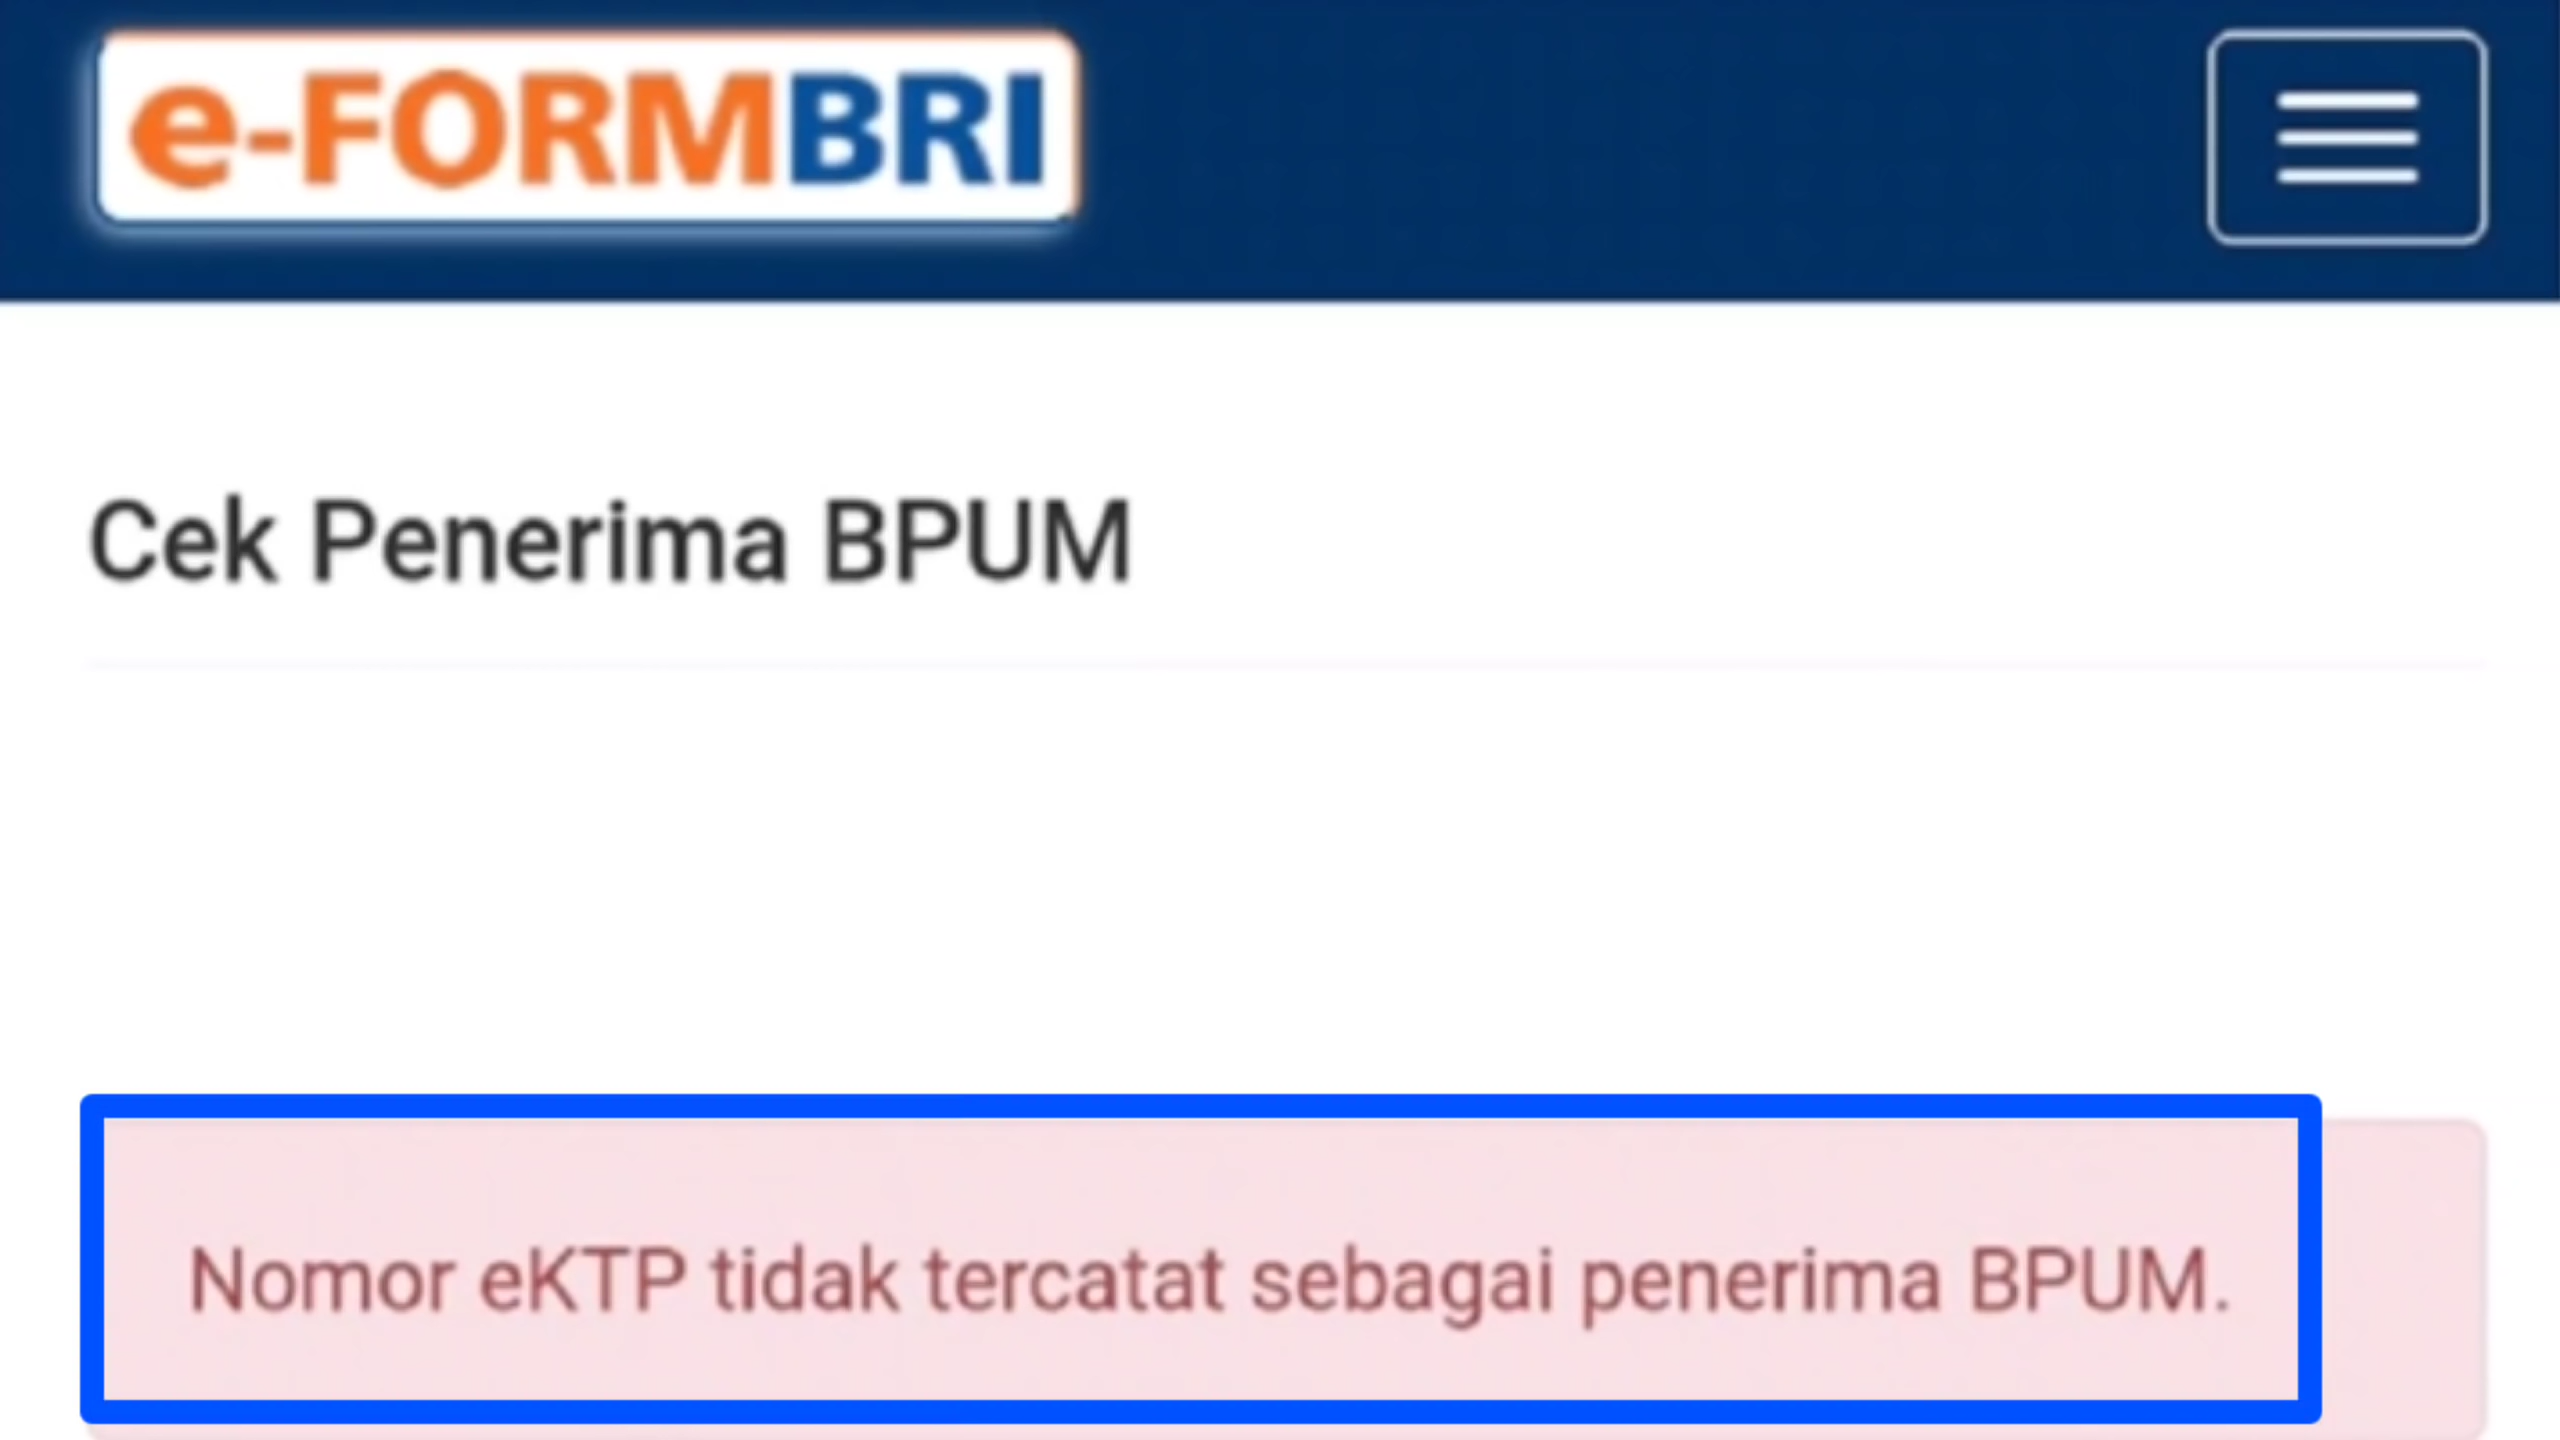 e-FORMBRI
Cek Penerima BPUM
Nomor eKTP tidak tercatat sebagai penerima BPUM.